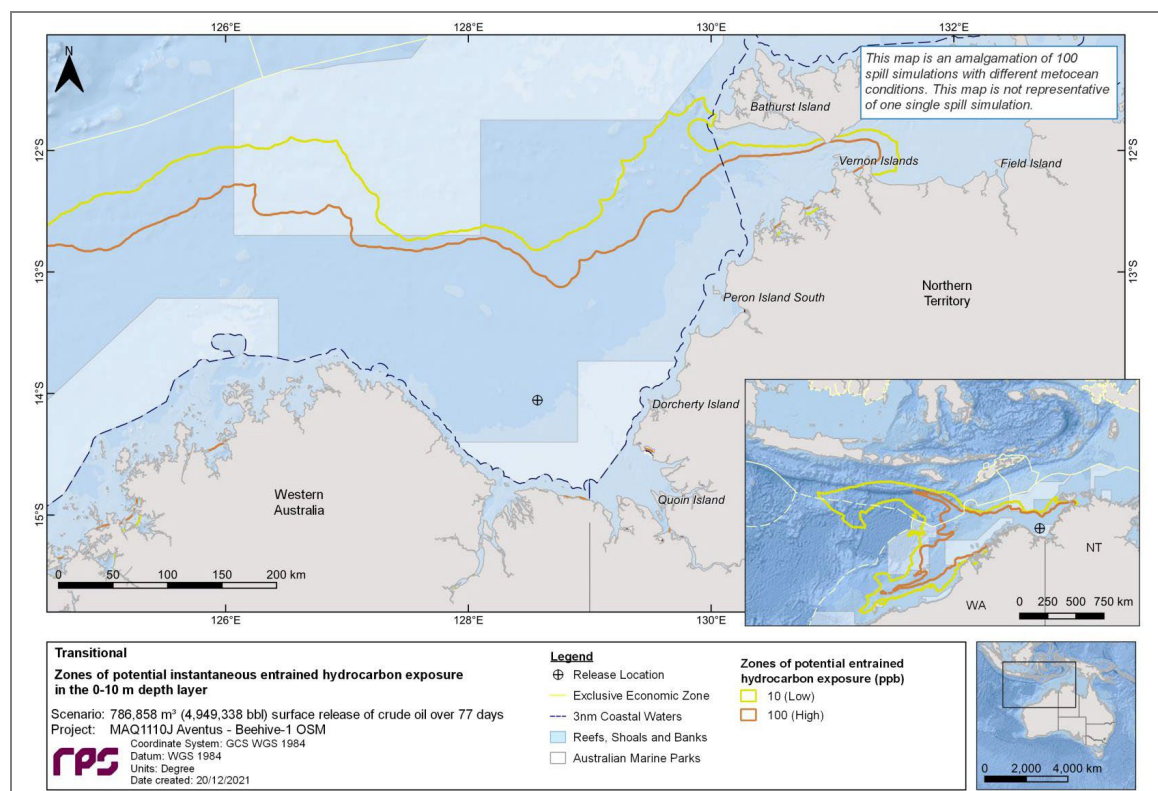 126°E
128°E
130°E
132°E
N
This map is an amalgamation of 100
spill simulations with different metocean
conditions. This map is not representative
of one single spill simulation.
Bathurst Island
12°S
12°S
Vernon Islands
Field Island
13°S
13°S
Peron Island South
Northern
Territory
14°S
Dorcherty Island
Quoin Island
Western
Australia
15°S
0 50 100 150 200 km
NT
WA
0 250 500 750 km
126°E
128°E
130°E
132°E
Transitional
Zones of potential instantaneous entrained hydrocarbon exposure
in the 0-10 m depth layer
Scenario: 786,858 m³ (4,949,338 bbl) surface release of crude oil over 77 days
Project: MAQ1110J Aventus - Beehive-1 OSM
rps
Coordinate System: GCS WGS 1984
Datum: WGS 1984
Units: Degree
Date created: 20/12/2021
Legend
Release Location
Exclusive Economic Zone
3nm Coastal Waters
Reefs, Shoals and Banks
Australian Marine Parks
Zones of potential entrained
hydrocarbon exposure (ppb)
10 (Low)
100 (High)
0 2,000 4,000 km